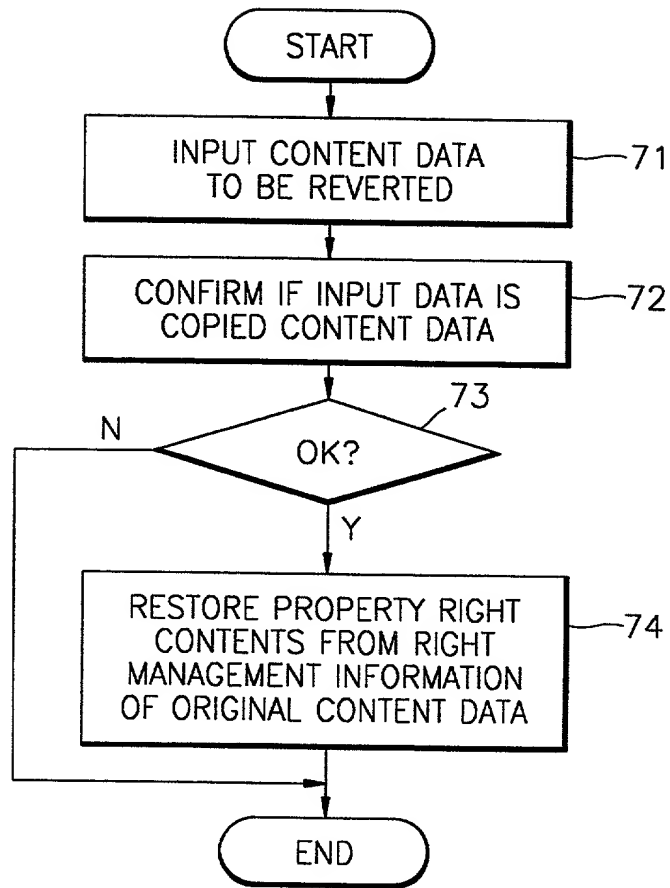 START
INPUT CONTENT DATA
TO BE REVERTED
71
CONFIRM IF INPUT DATA IS
COPIED CONTENT DATA
72
73
N
OK?
Y
RESTORE PROPERTY RIGHT
CONTENTS FROM RIGHT
MANAGEMENT INFORMATION
OF ORIGINAL CONTENT DATA
74
END